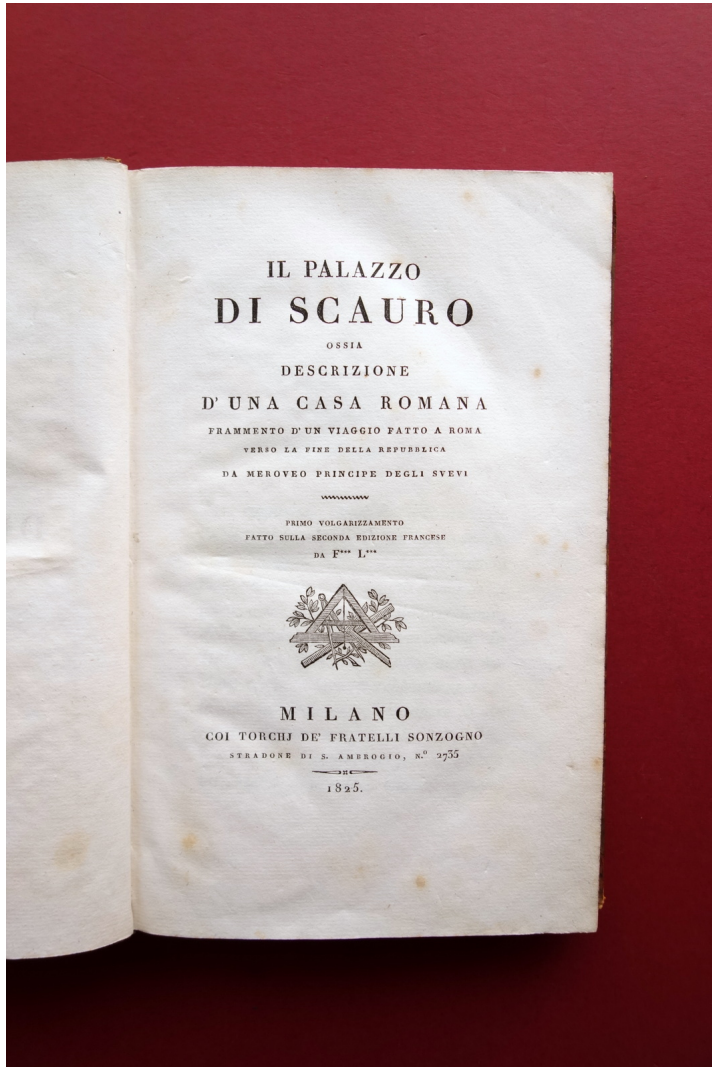 IL PALAZZO
DI SCAURO
OSSIA
DESCRIZIONE
D' UNA CASA ROMANA
FRAMMENTO D' UN VIAGGIO FATTO A ROMA
VERSO LA FINE DELLA REPUBBLICA
DA MEROVEO PRINCIPE DEGLI SVEVI
PRIMO VOLGARIZZAMENTO
FATTO SULLA SECONDA EDIZIONE FRANCESE
DA F*** L***
MILANO
COI TORCHJ DE' FRATELLI SONZOGNO
STRADONE DI S. AMBROGIO, N.° 2735
1825.